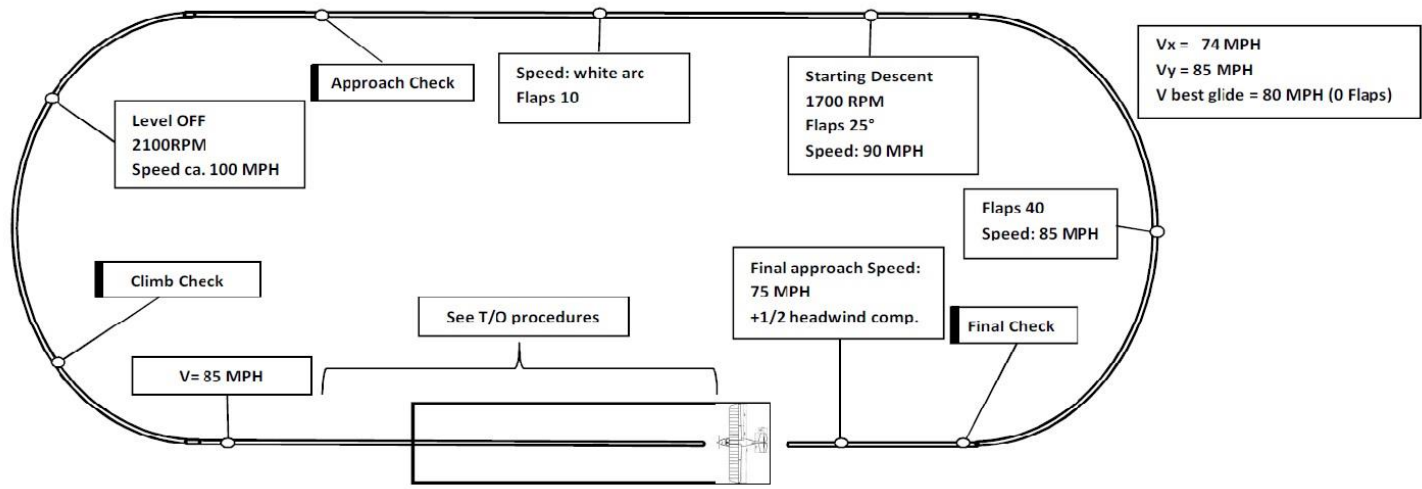 Approach Check
Speed: white arc
Flaps 10
Starting Descent
1700 RPM
Flaps 25°
Speed: 90 MPH
Vx = 74 MPH
Vy = 85 MPH
V best glide = 80 MPH (0 Flaps)
Level OFF
2100RPM
Speed ca. 100 MPH
Flaps 40
Speed: 85 MPH
Climb Check
See T/O procedures
Final approach Speed:
75 MPH
+1/2 headwind comp.
Final Check
V= 85 MPH